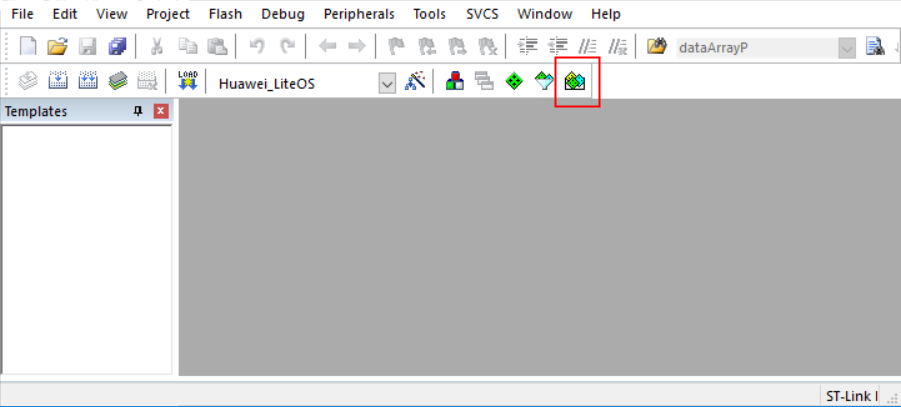 File Edit View Project Flash Debug Peripherals Tools SVCS Window Help
dataArrayP
LOAD Huawei_LiteOS
Templates
ST-Link